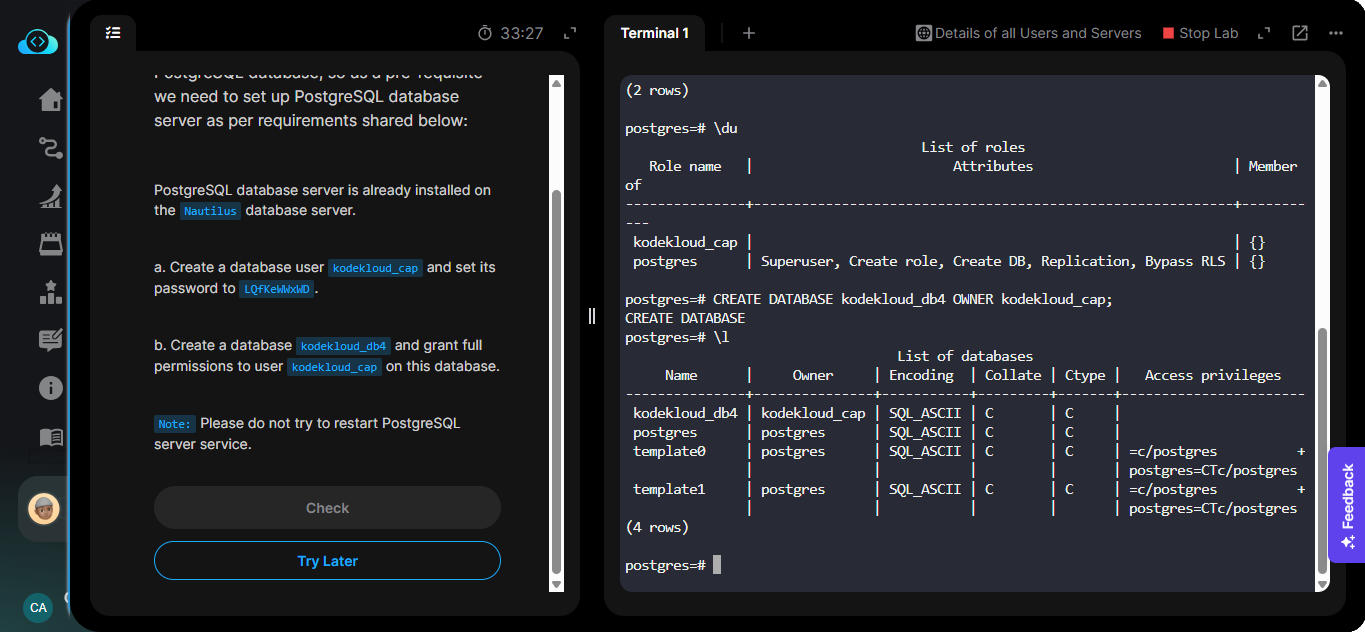 33:27
Terminal 1
+
Details of all Users and Servers
Stop Lab
PostgreSQL database, so as a pre-requisite
we need to set up PostgreSQL database
server as per requirements shared below:
PostgreSQL database server is already installed on
the Nautilus database server.
a. Create a database user kodekloud_cap and set its
password to LQfKeWWxWD.
b. Create a database kodekloud_db4 and grant full
permissions to user kodekloud_cap on this database.
Note: Please do not try to restart PostgreSQL
server service.
Check
Try Later
CA
(2 rows)
postgres=# \du
List of roles
Role name | Attributes | Member
of
---------------+------------------------------------------------------------+--------
---
kodekloud_cap | | {}
postgres | Superuser, Create role, Create DB, Replication, Bypass RLS | {}
postgres=# CREATE DATABASE kodekloud_db4 OWNER kodekloud_cap;
CREATE DATABASE
postgres=# \l
List of databases
Name | Owner | Encoding | Collate | Ctype | Access privileges
---------------+---------------+-----------+---------+-------+-----------------------
kodekloud_db4 | kodekloud_cap | SQL_ASCII | C | C |
postgres | postgres | SQL_ASCII | C | C |
template0 | postgres | SQL_ASCII | C | C | =c/postgres +
| | | | | postgres=CTc/postgres
template1 | postgres | SQL_ASCII | C | C | =c/postgres +
| | | | | postgres=CTc/postgres
(4 rows)
postgres=#
Feedback